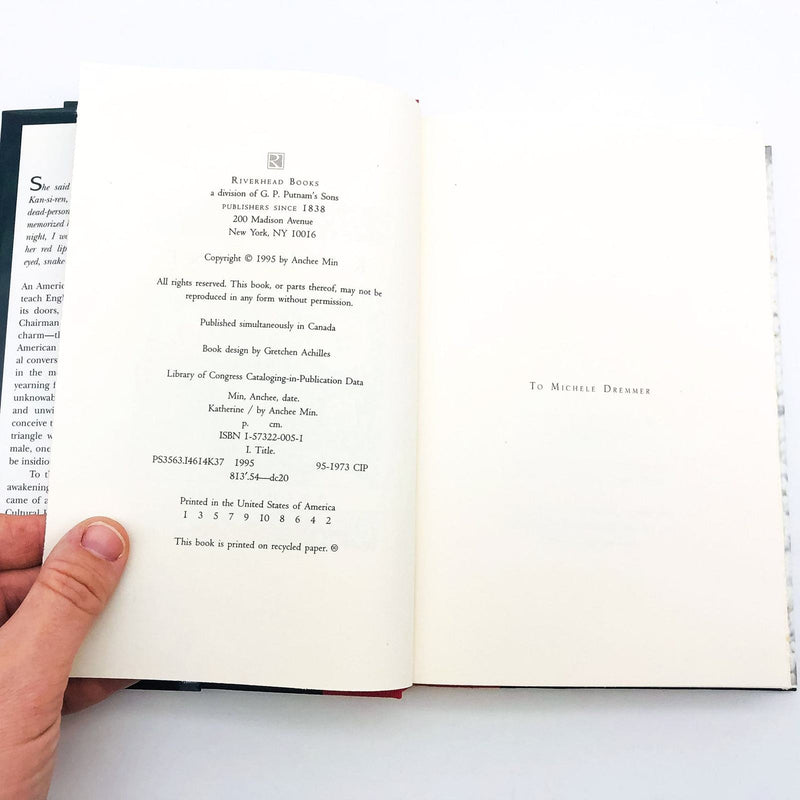 She said
Kan-si-ren,
dead-person
memorized i
night, I w
her red lip
eyed, snake
An Americ
teach Engl
its doors,
Chairman
charm—th
American
al convers
in the m
yearning f
unknowab
and unwi
conceive t
triangle w
male, one
be insidio
To th
awakening
came of a
Cultural
R
RIVERHEAD BOOKS
a division of G. P. Putnam's Sons
PUBLISHERS SINCE 1838
200 Madison Avenue
New York, NY 10016
Copyright © 1995 by Anchee Min
All rights reserved. This book, or parts thereof, may not be
reproduced in any form without permission.
Published simultaneously in Canada
Book design by Gretchen Achilles
Library of Congress Cataloging-in-Publication Data
Min, Anchee, date.
Katherine / by Anchee Min.
p. cm.
ISBN 1-57322-005-1
I. Title.
PS3563.I4614K37 1995 95-1973 CIP
813'.54—dc20
Printed in the United States of America
1 3 5 7 9 10 8 6 4 2
This book is printed on recycled paper. ♾
TO MICHELE DREMMER